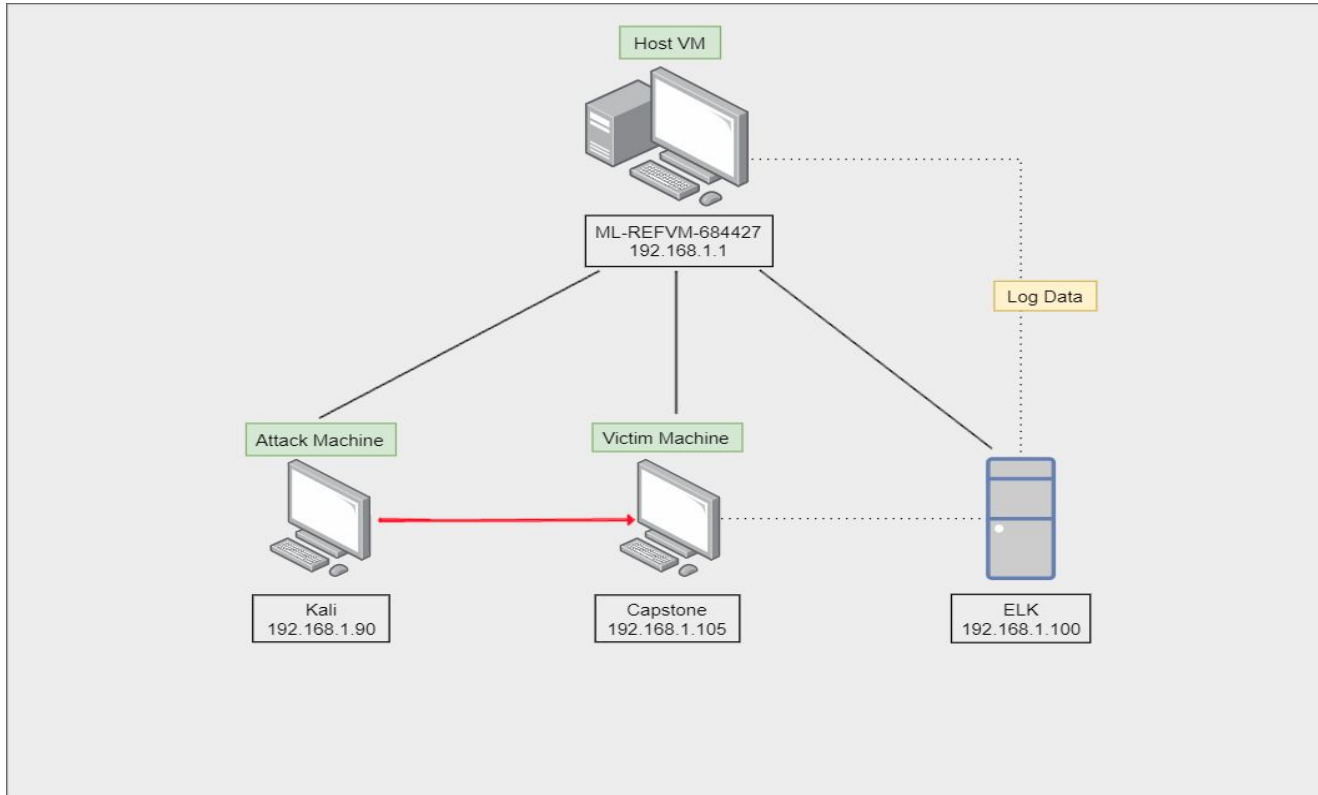 Host VM
ML-REFVM-684427
192.168.1.1
Log Data
Attack Machine
Victim Machine
Kali
192.168.1.90
Capstone
192.168.1.105
ELK
192.168.1.100